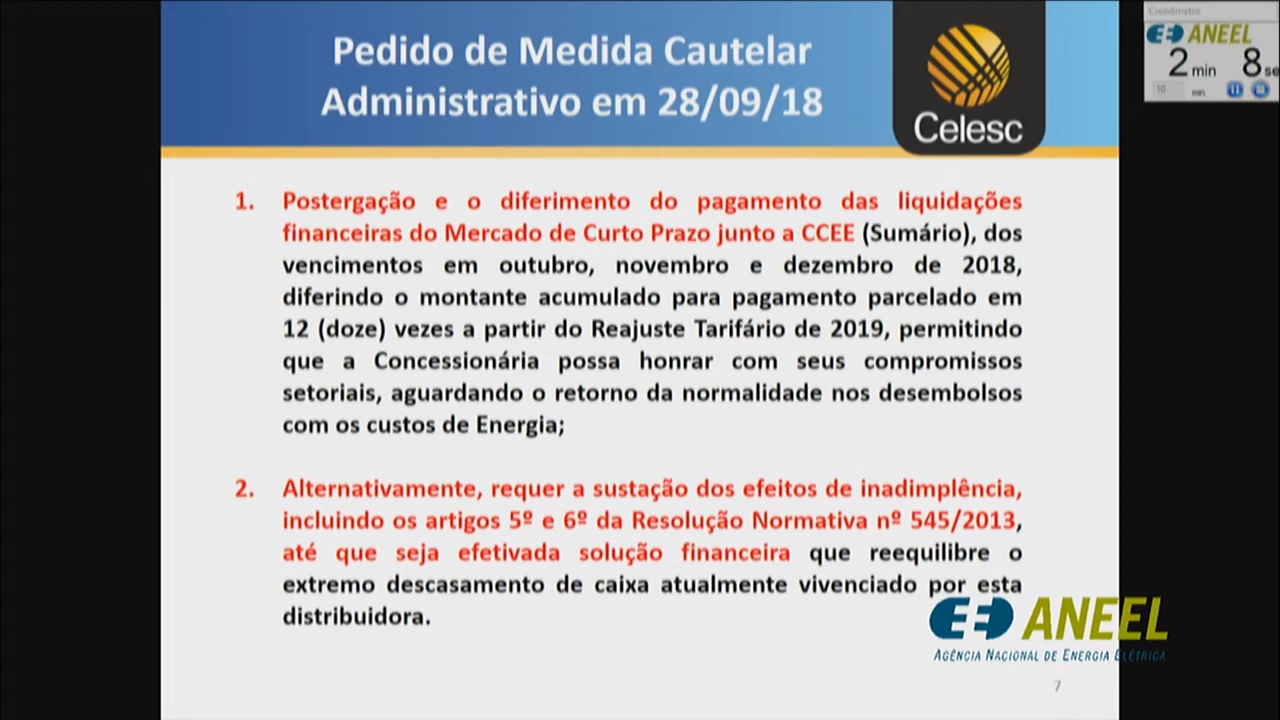 Pedido de Medida Cautelar
Administrativo em 28/09/18
Celesc
Cronômetro
ANEEL
2 min 8 se
10 min
1. Postergação e o diferimento do pagamento das liquidações
financeiras do Mercado de Curto Prazo junto a CCEE (Sumário), dos
vencimentos em outubro, novembro e dezembro de 2018,
diferindo o montante acumulado para pagamento parcelado em
12 (doze) vezes a partir do Reajuste Tarifário de 2019, permitindo
que a Concessionária possa honrar com seus compromissos
setoriais, aguardando o retorno da normalidade nos desembolsos
com os custos de Energia;
2. Alternativamente, requer a sustação dos efeitos de inadimplência,
incluindo os artigos 5º e 6º da Resolução Normativa nº 545/2013,
até que seja efetivada solução financeira que reequilibre o
extremo descasamento de caixa atualmente vivenciado por esta
distribuidora.
ANEEL
AGÊNCIA NACIONAL DE ENERGIA ELÉTRICA
7